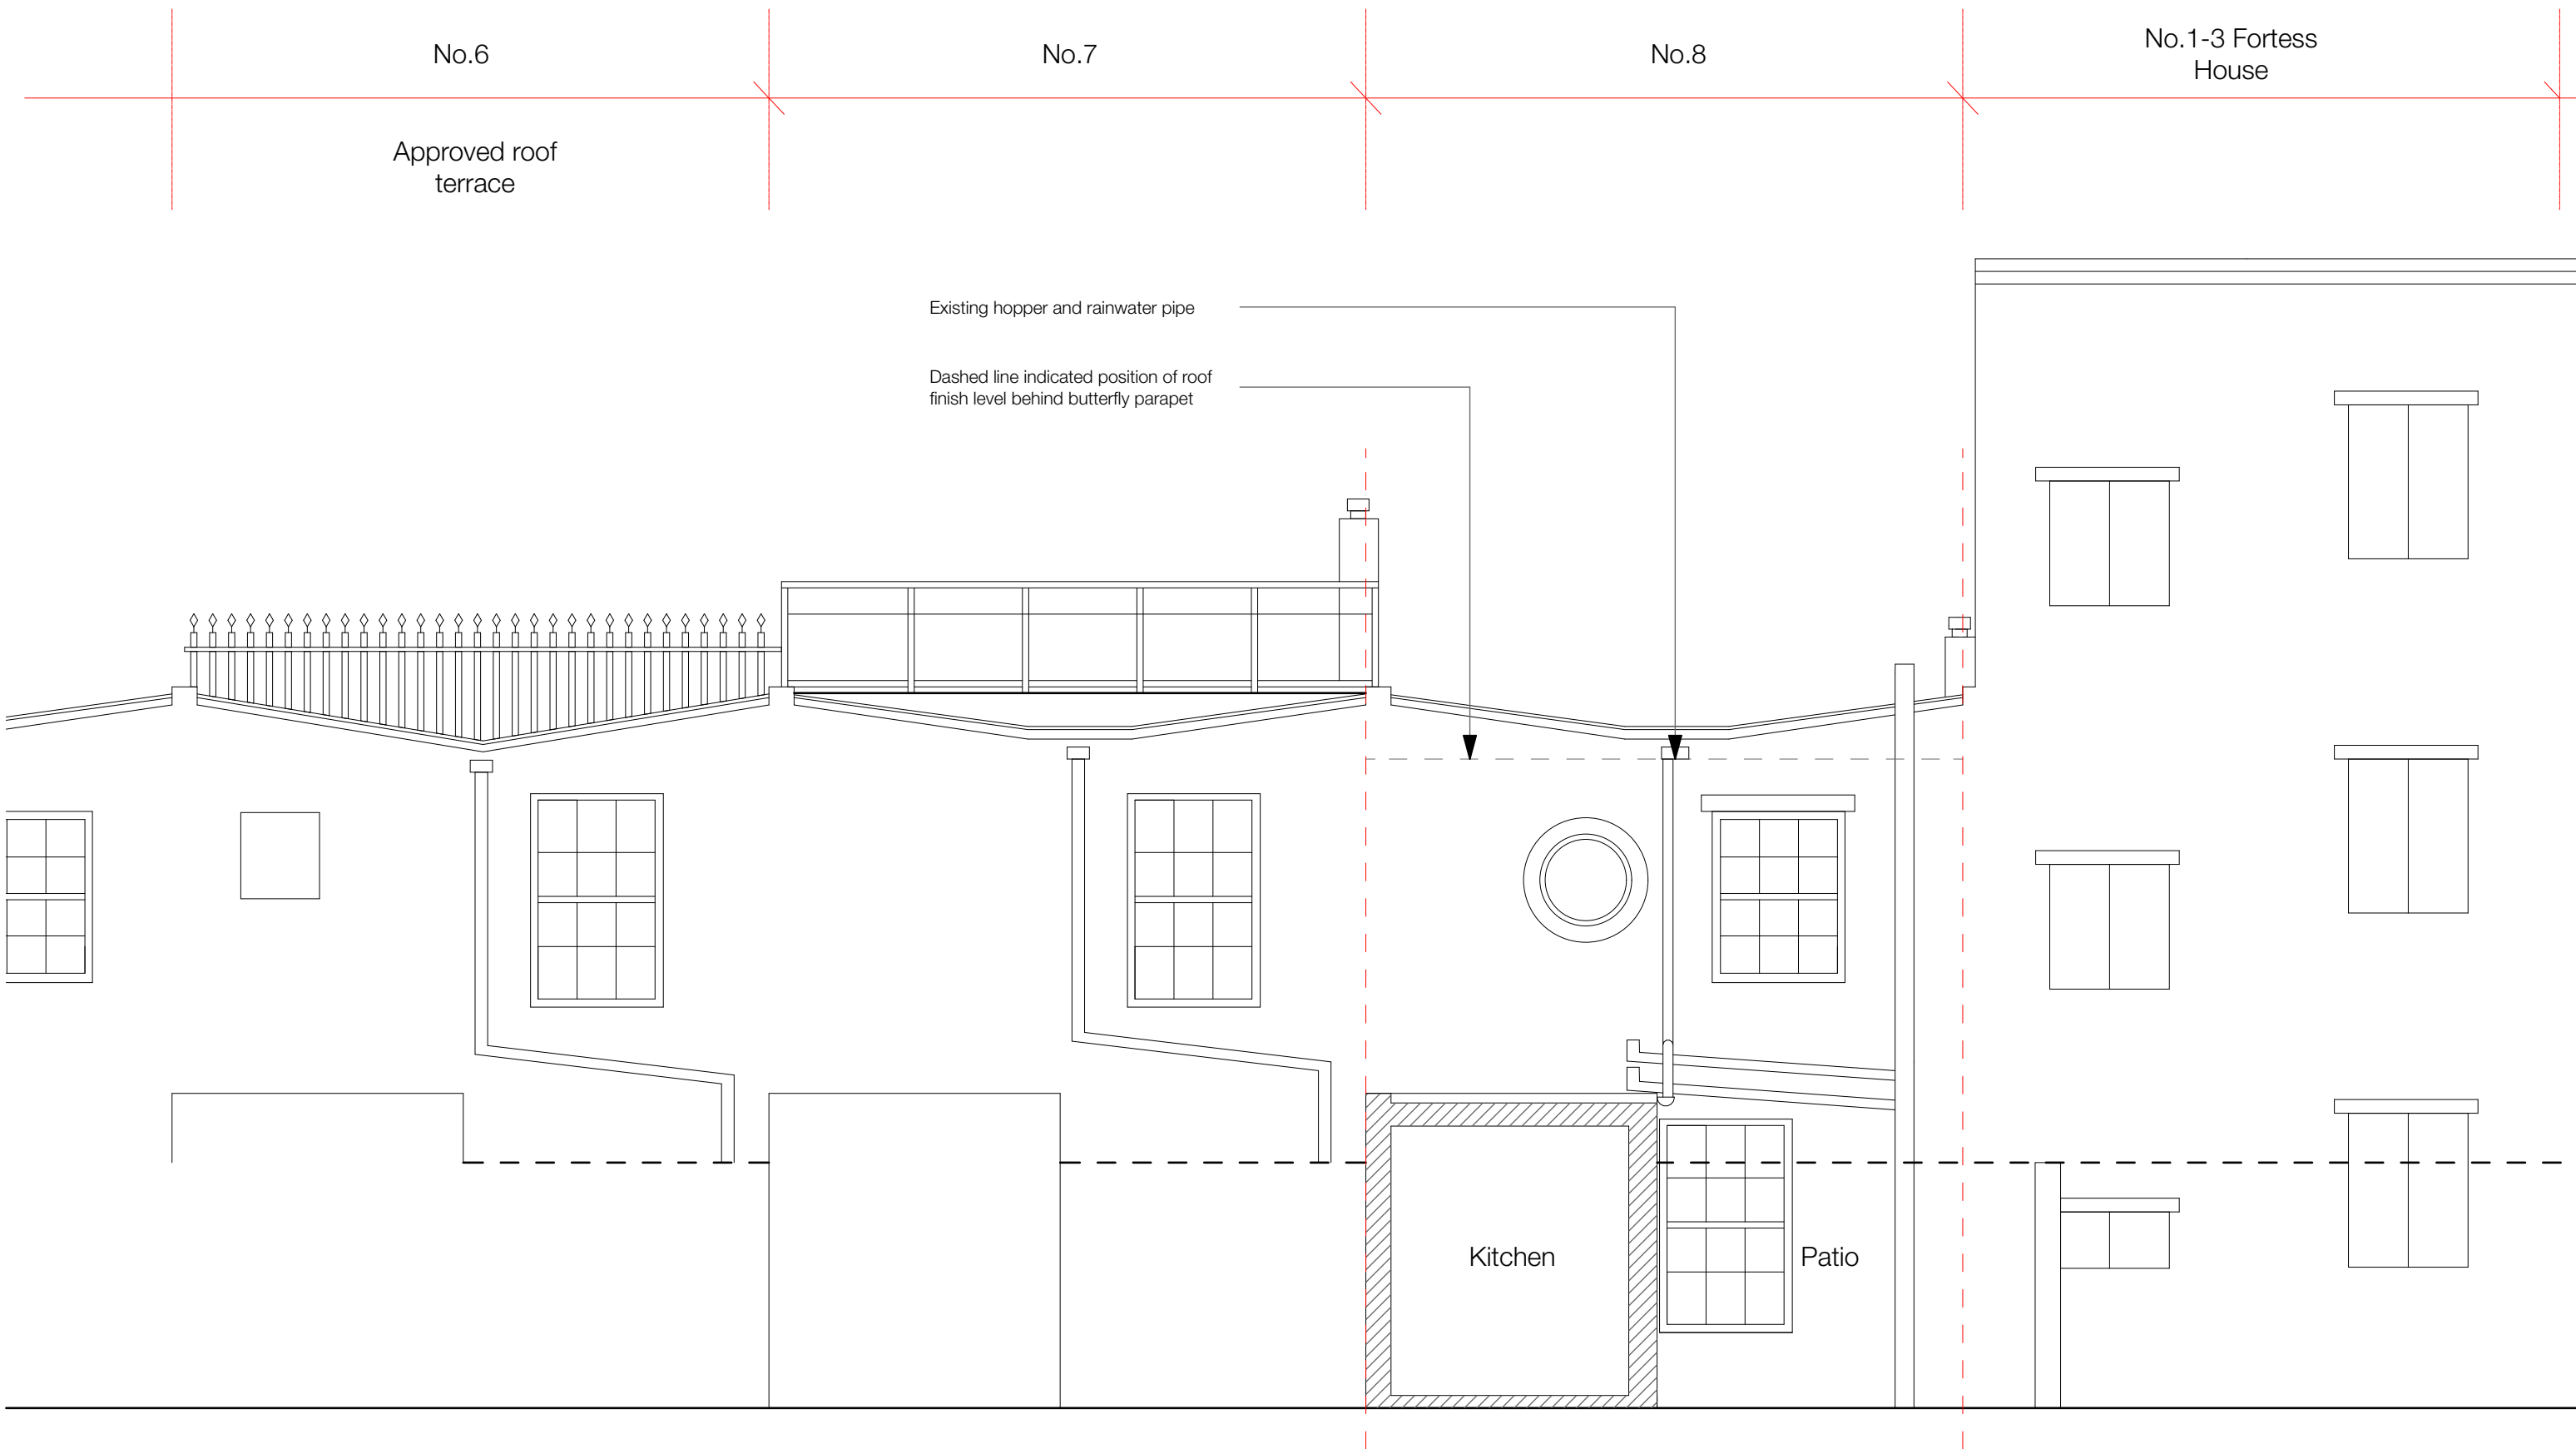 No.6
No.7
No.8
No.1-3 Fortess
House
Approved roof
terrace
Existing hopper and rainwater pipe
Dashed line indicated position of roof
finish level behind butterfly parapet
Kitchen
Patio